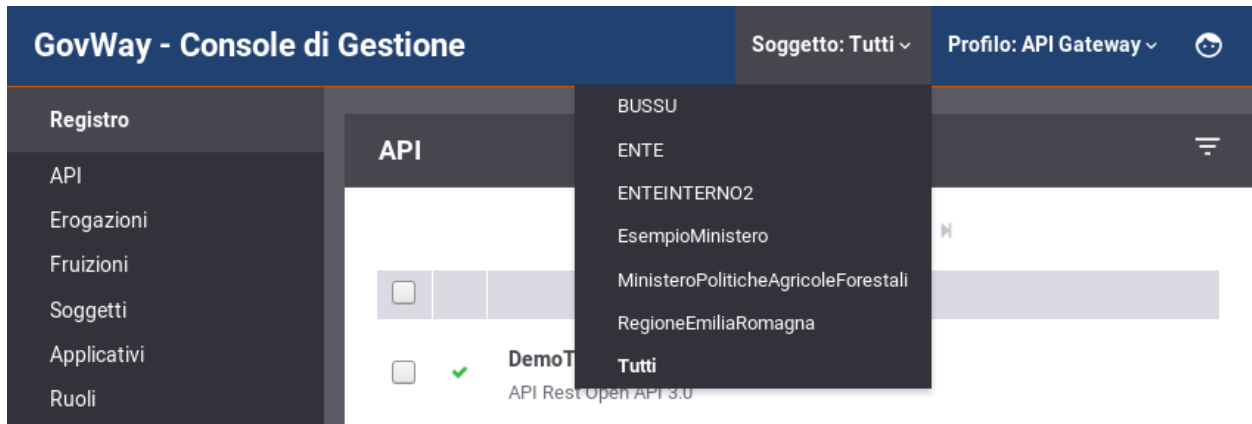 GovWay - Console di Gestione
Soggetto: Tutti
Profilo: API Gateway
Registro
API
Erogazioni
Fruizioni
Soggetti
Applicativi
Ruoli
API
BUSSU
ENTE
ENTEINTERNO2
EsempioMinistero
MinisteroPoliticheAgricoleForestali
RegioneEmiliaRomagna
Tutti
DemoT
API Rest Open API 3.0